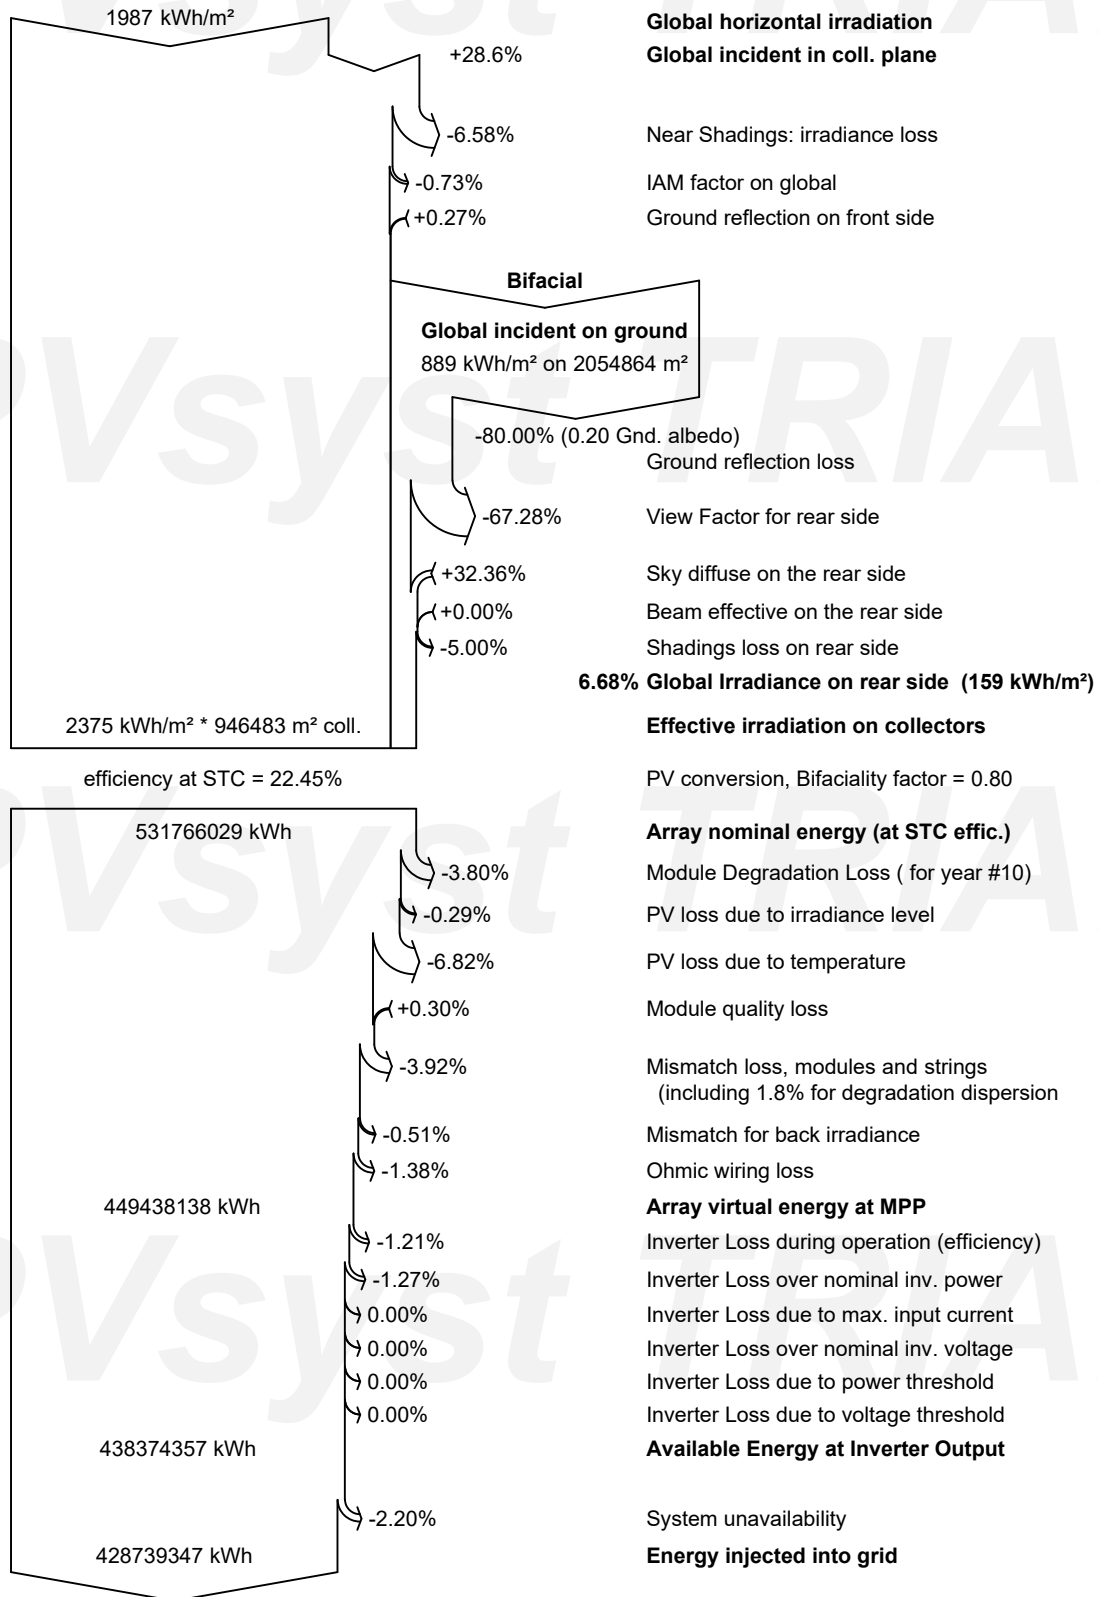 1987 kWh/m² Global horizontal irradiation
+28.6% Global incident in coll. plane
-6.58% Near Shadings: irradiance loss
-0.73% IAM factor on global
+0.27% Ground reflection on front side
Bifacial
Global incident on ground
889 kWh/m² on 2054864 m²
-80.00% (0.20 Gnd. albedo)
Ground reflection loss
-67.28% View Factor for rear side
+32.36% Sky diffuse on the rear side
+0.00% Beam effective on the rear side
-5.00% Shadings loss on rear side
6.68% Global Irradiance on rear side (159 kWh/m²)
2375 kWh/m² * 946483 m² coll. Effective irradiation on collectors
efficiency at STC = 22.45% PV conversion, Bifaciality factor = 0.80
531766029 kWh Array nominal energy (at STC effic.)
-3.80% Module Degradation Loss ( for year #10)
-0.29% PV loss due to irradiance level
-6.82% PV loss due to temperature
+0.30% Module quality loss
-3.92% Mismatch loss, modules and strings
(including 1.8% for degradation dispersion
-0.51% Mismatch for back irradiance
-1.38% Ohmic wiring loss
449438138 kWh Array virtual energy at MPP
-1.21% Inverter Loss during operation (efficiency)
-1.27% Inverter Loss over nominal inv. power
0.00% Inverter Loss due to max. input current
0.00% Inverter Loss over nominal inv. voltage
0.00% Inverter Loss due to power threshold
0.00% Inverter Loss due to voltage threshold
438374357 kWh Available Energy at Inverter Output
-2.20% System unavailability
428739347 kWh Energy injected into grid
PVsyst TRIA
PVsyst TRIA
PVsyst TRIA
PVsyst TRIA